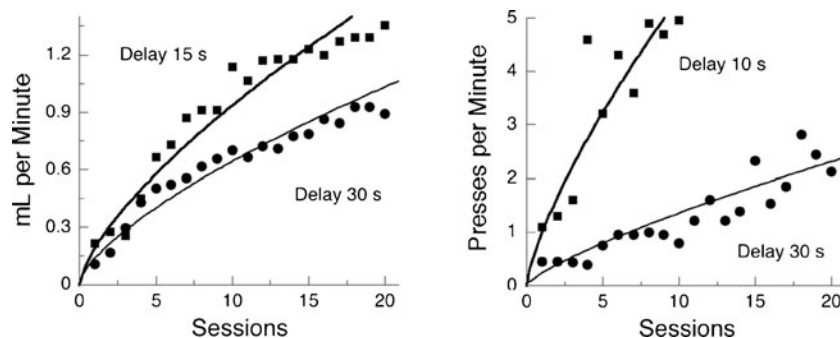 mL per Minute
1.2
0.9
0.6
0.3
0
Delay 15 s
Delay 30 s
0 5 10 15 20
Sessions
Presses per Minute
5
4
3
2
1
0
Delay 10 s
Delay 30 s
0 5 10 15 20
Sessions